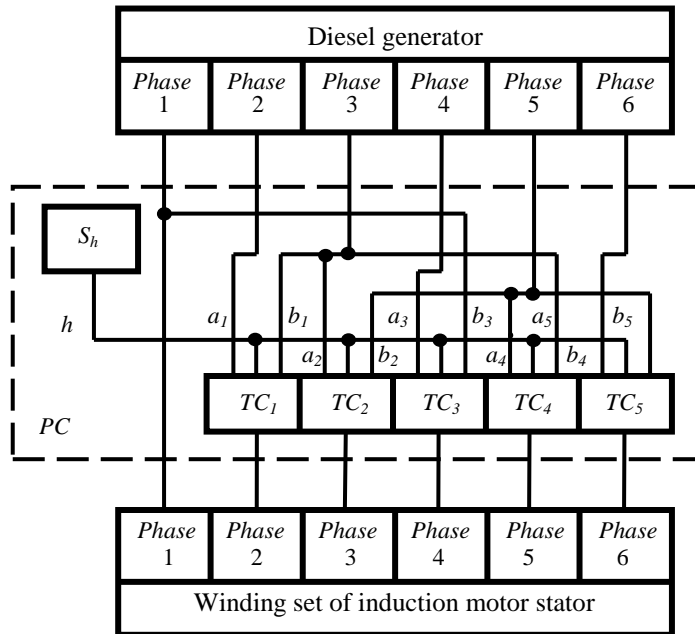 Diesel generator
Phase 1 Phase 2 Phase 3 Phase 4 Phase 5 Phase 6
S_h
h a_1 b_1 a_3 b_3 a_5 b_5
a_2 b_2 a_4 b_4
TC_1 TC_2 TC_3 TC_4 TC_5
PC
Phase 1 Phase 2 Phase 3 Phase 4 Phase 5 Phase 6
Winding set of induction motor stator